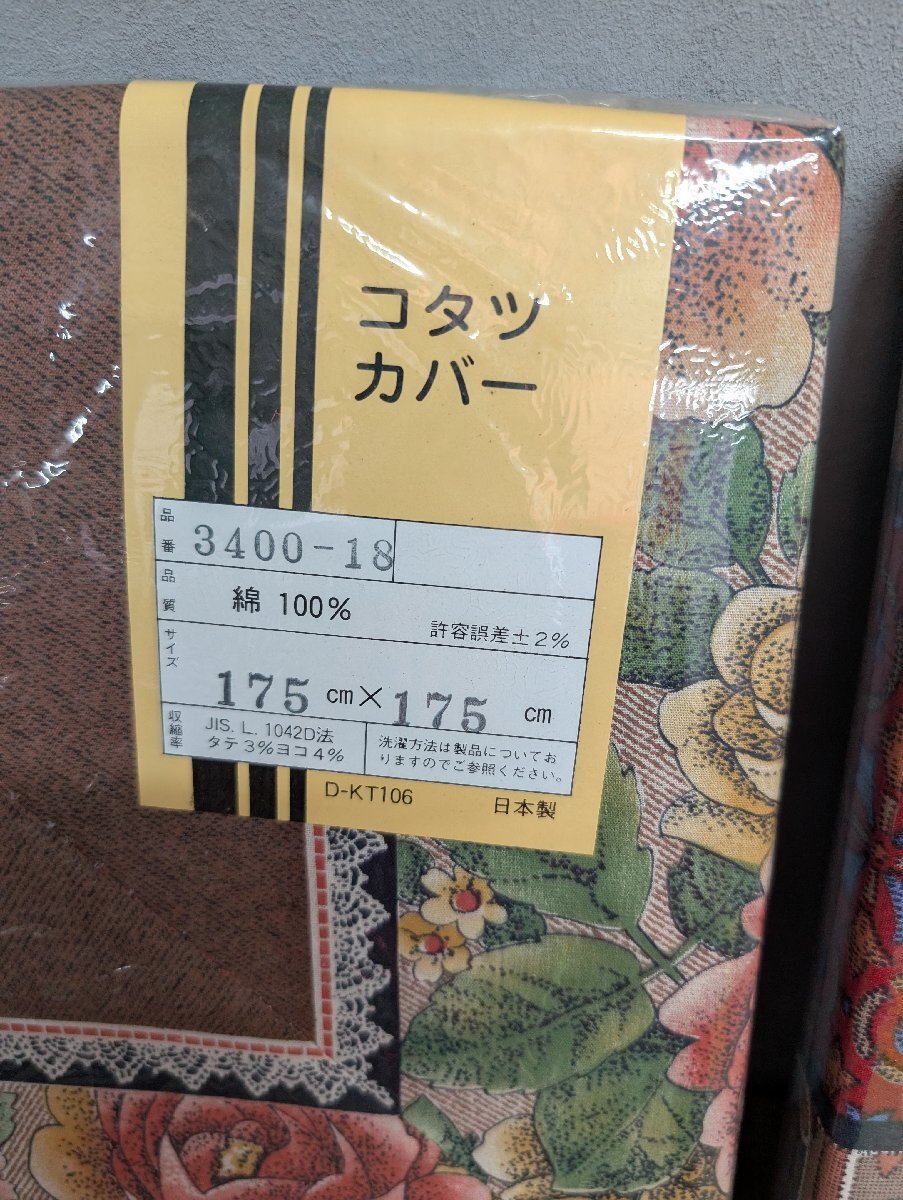 コタツ
カバー
品番 3400-18
品質 綿 100% 許容誤差±2%
サイズ 175 cm × 175 cm
収縮率 JIS. L. 1042D法
タテ3%ヨコ4%
洗濯方法は製品についてお
りますのでご参照ください。
D-KT106 日本製